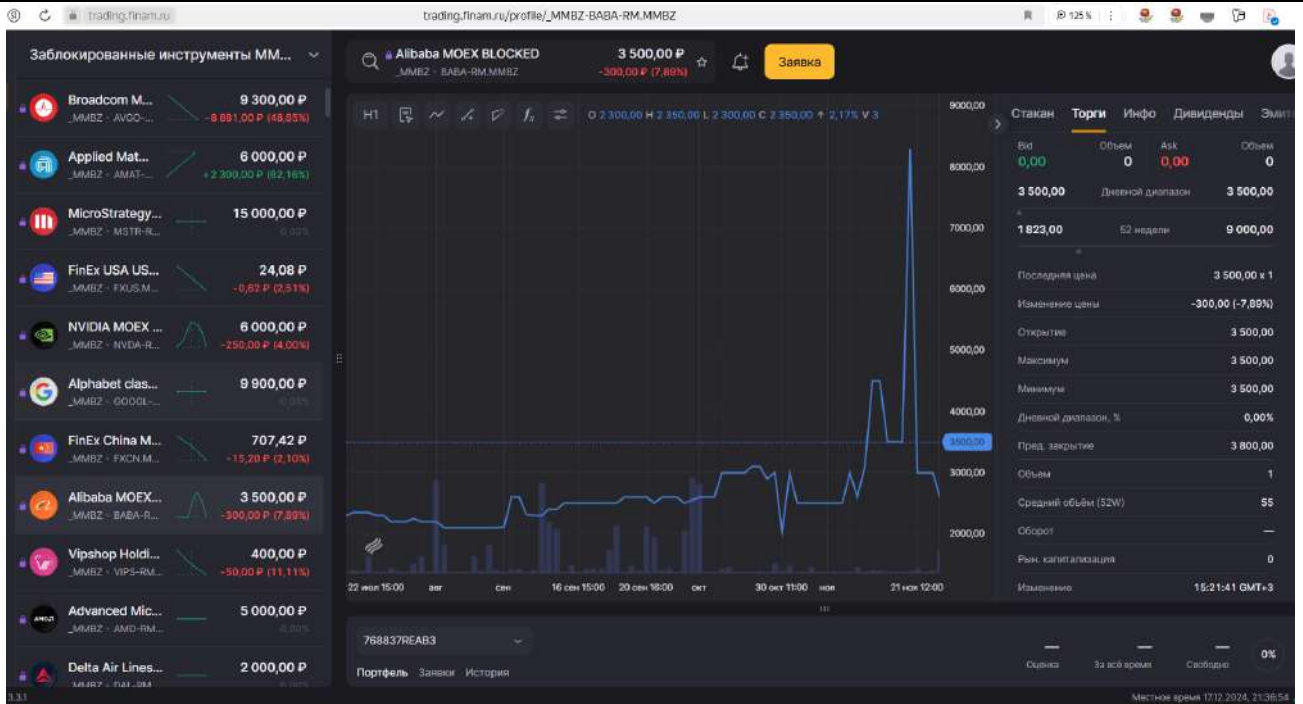 trading.finam.ru trading.finam.ru/profile/_MMBZ-BABA-RM.MMBZ 125 %
Заблокированные инструменты ММ...
Alibaba MOEX BLOCKED
_MMBZ · BABA-RM.MMBZ
3 500,00 ₽
-300,00 ₽ (7,89%)
Заявка
Broadcom M... 9 300,00 ₽
_MMBZ · AVGO-... -8 881,00 ₽ (48,85%)
Applied Mat... 6 000,00 ₽
_MMBZ · AMAT-... +2 300,00 ₽ (62,16%)
MicroStrategy... 15 000,00 ₽
_MMBZ · MSTR-R... 0,00%
FinEx USA US... 24,08 ₽
_MMBZ · FXUS.M... -0,62 ₽ (2,51%)
NVIDIA MOEX ... 6 000,00 ₽
_MMBZ · NVDA-R... -250,00 ₽ (4,00%)
Alphabet clas... 9 900,00 ₽
_MMBZ · GOOGL-... 0,00%
FinEx China M... 707,42 ₽
_MMBZ · FXCN.M... -15,20 ₽ (2,10%)
Alibaba MOEX... 3 500,00 ₽
_MMBZ · BABA-R... -300,00 ₽ (7,89%)
Vipshop Holdi... 400,00 ₽
_MMBZ · VIPS-RM... -50,00 ₽ (11,11%)
Advanced Mic... 5 000,00 ₽
_MMBZ · AMD-RM... 0,00%
Delta Air Lines... 2 000,00 ₽
_MMBZ · DAL-RM
3.3.1
H1 O 2 300,00 H 2 350,00 L 2 300,00 C 2 350,00 ↑ 2,17% V 3
9000,00
8000,00
7000,00
6000,00
5000,00
4000,00
3500,00
3000,00
2000,00
22 июл 15:00 авг сен 16 сен 15:00 20 сен 16:00 окт 30 окт 11:00 ноя 21 ноя 12:00
768837REAB3
Портфель Заявки История
Стакан Торги Инфо Дивиденды Эмит
Bid Объем Ask Объем
0,00 0 0,00 0
3 500,00 Дневной диапазон 3 500,00
1 823,00 52 недели 9 000,00
Последняя цена 3 500,00 x 1
Изменение цены -300,00 (-7,89%)
Открытие 3 500,00
Максимум 3 500,00
Минимум 3 500,00
Дневной диапазон, % 0,00%
Пред. закрытие 3 800,00
Объем 1
Средний объём (52W) 55
Оборот —
Рын. капитализация 0
Изменение 15:21:41 GMT+3
— — —
Оценка За всё время Свободно 0%
Местное время 17.12.2024, 21:36:54